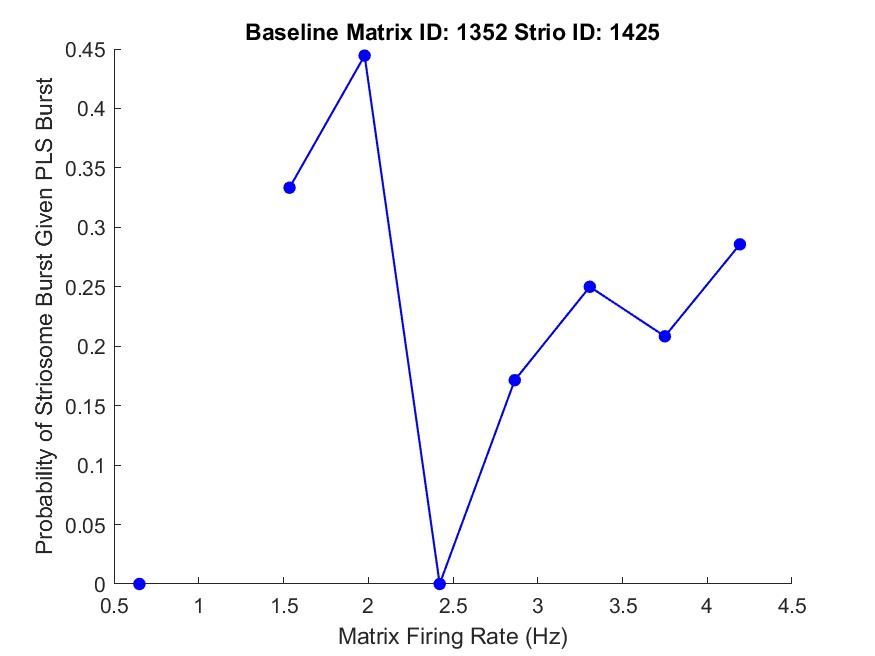 Baseline Matrix ID: 1352 Strio ID: 1425
Probability of Striosome Burst Given PLS Burst
0.45
0.4
0.35
0.3
0.25
0.2
0.15
0.1
0.05
0
0.5 1 1.5 2 2.5 3 3.5 4 4.5
Matrix Firing Rate (Hz)